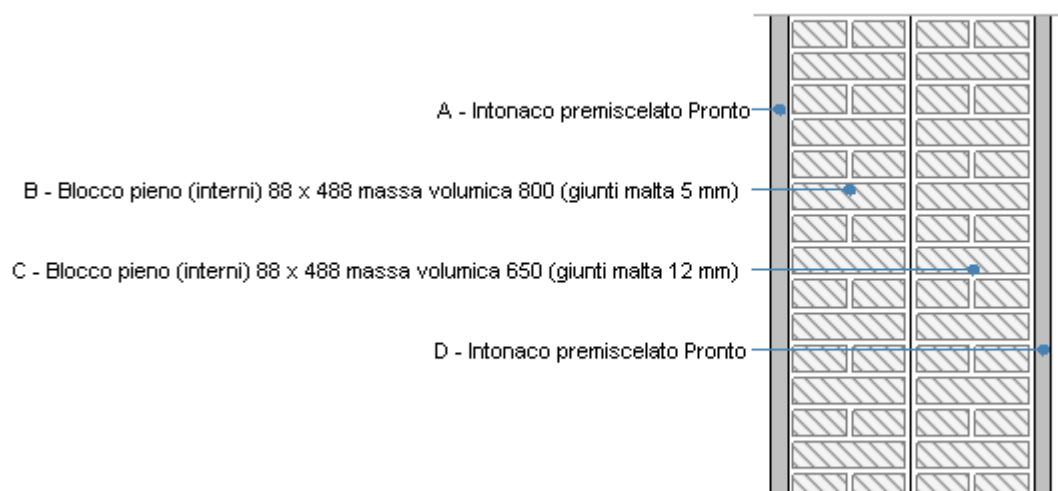 A - Intonaco premiscelato Pronto
B - Blocco pieno (interni) 88 x 488 massa volumica 800 (giunti malta 5 mm)
C - Blocco pieno (interni) 88 x 488 massa volumica 650 (giunti malta 12 mm)
D - Intonaco premiscelato Pronto